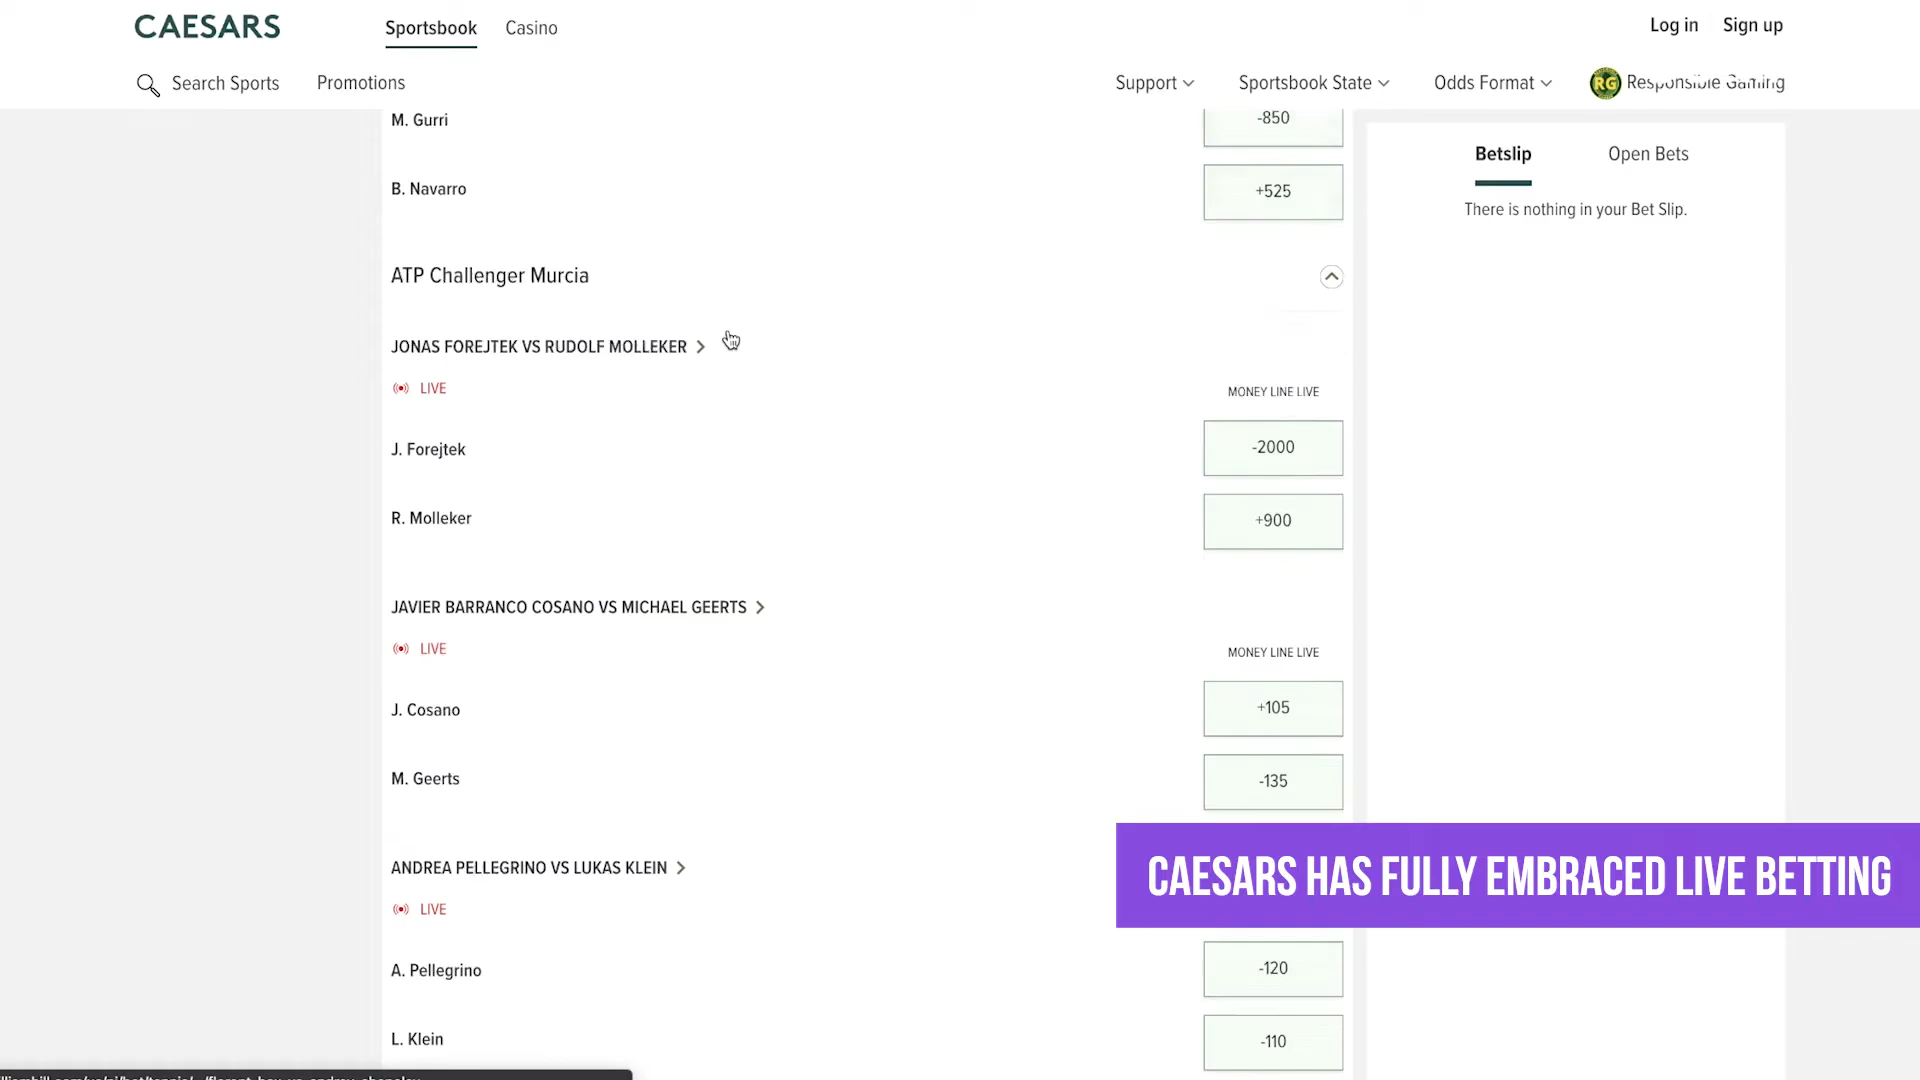 CAESARS
Sportsbook
Casino
Log in
Sign up
Search Sports
Promotions
Support
Sportsbook State
Odds Format
RG
Responsible Gaming
M. Gurri
-850
B. Navarro
+525
Betslip
Open Bets
There is nothing in your Bet Slip.
ATP Challenger Murcia
JONAS FOREJTEK VS RUDOLF MOLLEKER
LIVE
MONEY LINE LIVE
J. Forejtek
-2000
R. Molleker
+900
JAVIER BARRANCO COSANO VS MICHAEL GEERTS
LIVE
MONEY LINE LIVE
J. Cosano
+105
M. Geerts
-135
ANDREA PELLEGRINO VS LUKAS KLEIN
LIVE
CAESARS HAS FULLY EMBRACED LIVE BETTING
A. Pellegrino
-120
L. Klein
-110